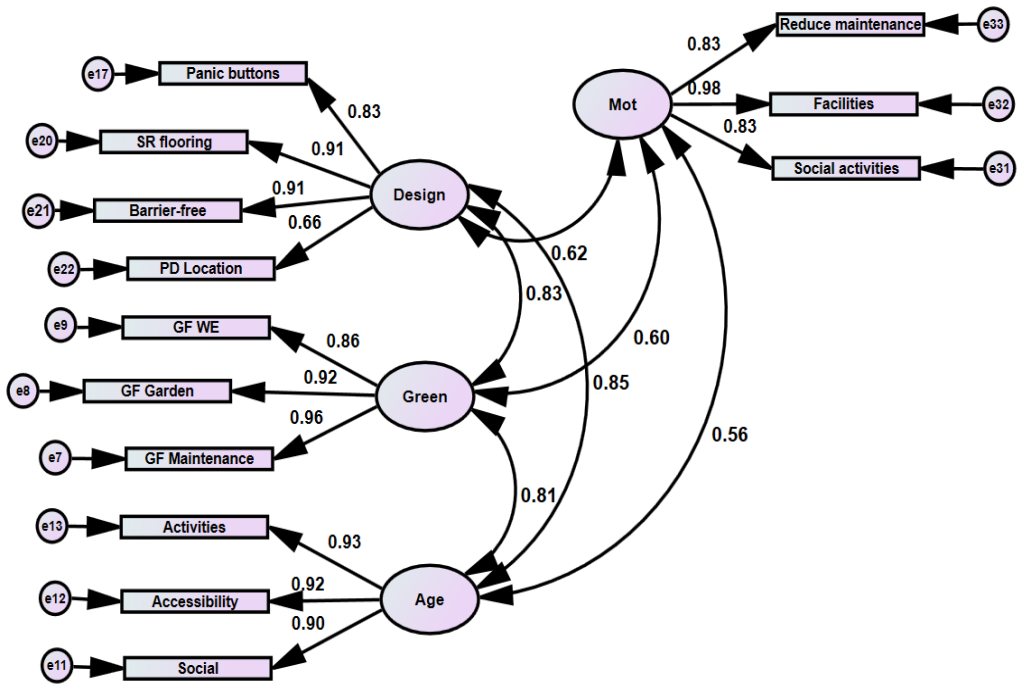 Reduce maintenance
e33
0.83
Panic buttons
e17
0.98
Mot
Facilities
e32
0.83
0.83
SR flooring
e20
0.91
Social activities
e31
Design
0.91
Barrier-free
e21
0.66
0.62
PD Location
e22
0.83
GF WE
e9
0.86
0.60
0.92
0.85
GF Garden
e8
Green
0.96
0.56
GF Maintenance
e7
0.81
Activities
e13
0.93
0.92
Accessibility
e12
Age
0.90
Social
e11